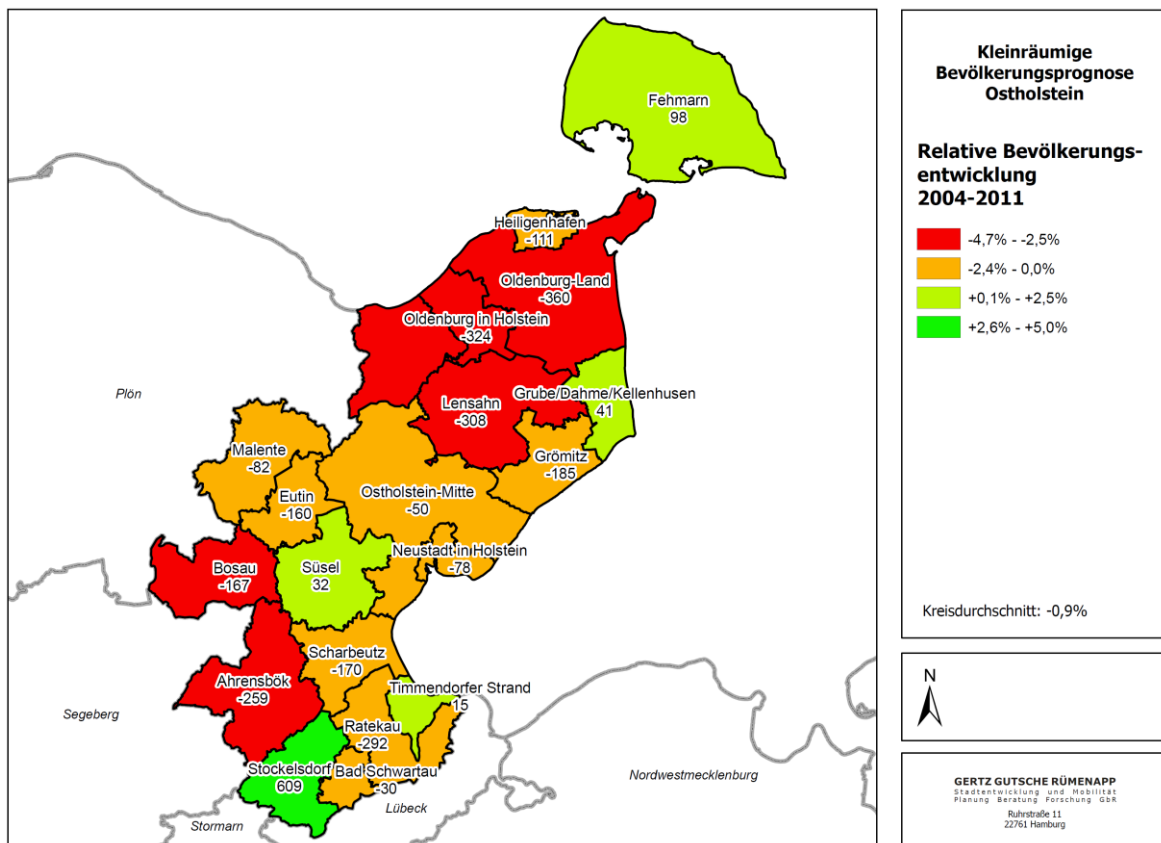 Fehmarn
98
Heiligenhafen
-111
Oldenburg-Land
-360
Oldenburg in Holstein
-324
Grube/Dahme/Kellenhusen
41
Lensahn
-308
Plön
Malente
-82
Grömitz
-185
Eutin
-160
Ostholstein-Mitte
-50
Neustadt in Holstein
-78
Bosau
-167
Süsel
32
Scharbeutz
-170
Ahrensbök
-259
Timmendorfer Strand
15
Segeberg
Ratekau
-292
Stockelsdorf
609
Bad Schwartau
-30
Nordwestmecklenburg
Lübeck
Stormarn
Kleinräumige
Bevölkerungsprognose
Ostholstein
Relative Bevölkerungs-
entwicklung
2004-2011
-4,7% - -2,5%
-2,4% - 0,0%
+0,1% - +2,5%
+2,6% - +5,0%
Kreisdurchschnitt: -0,9%
N
GERTZ GUTSCHE RÜMENAPP
Stadtentwicklung und Mobilität
Planung Beratung Forschung GbR
Ruhrstraße 11
22761 Hamburg